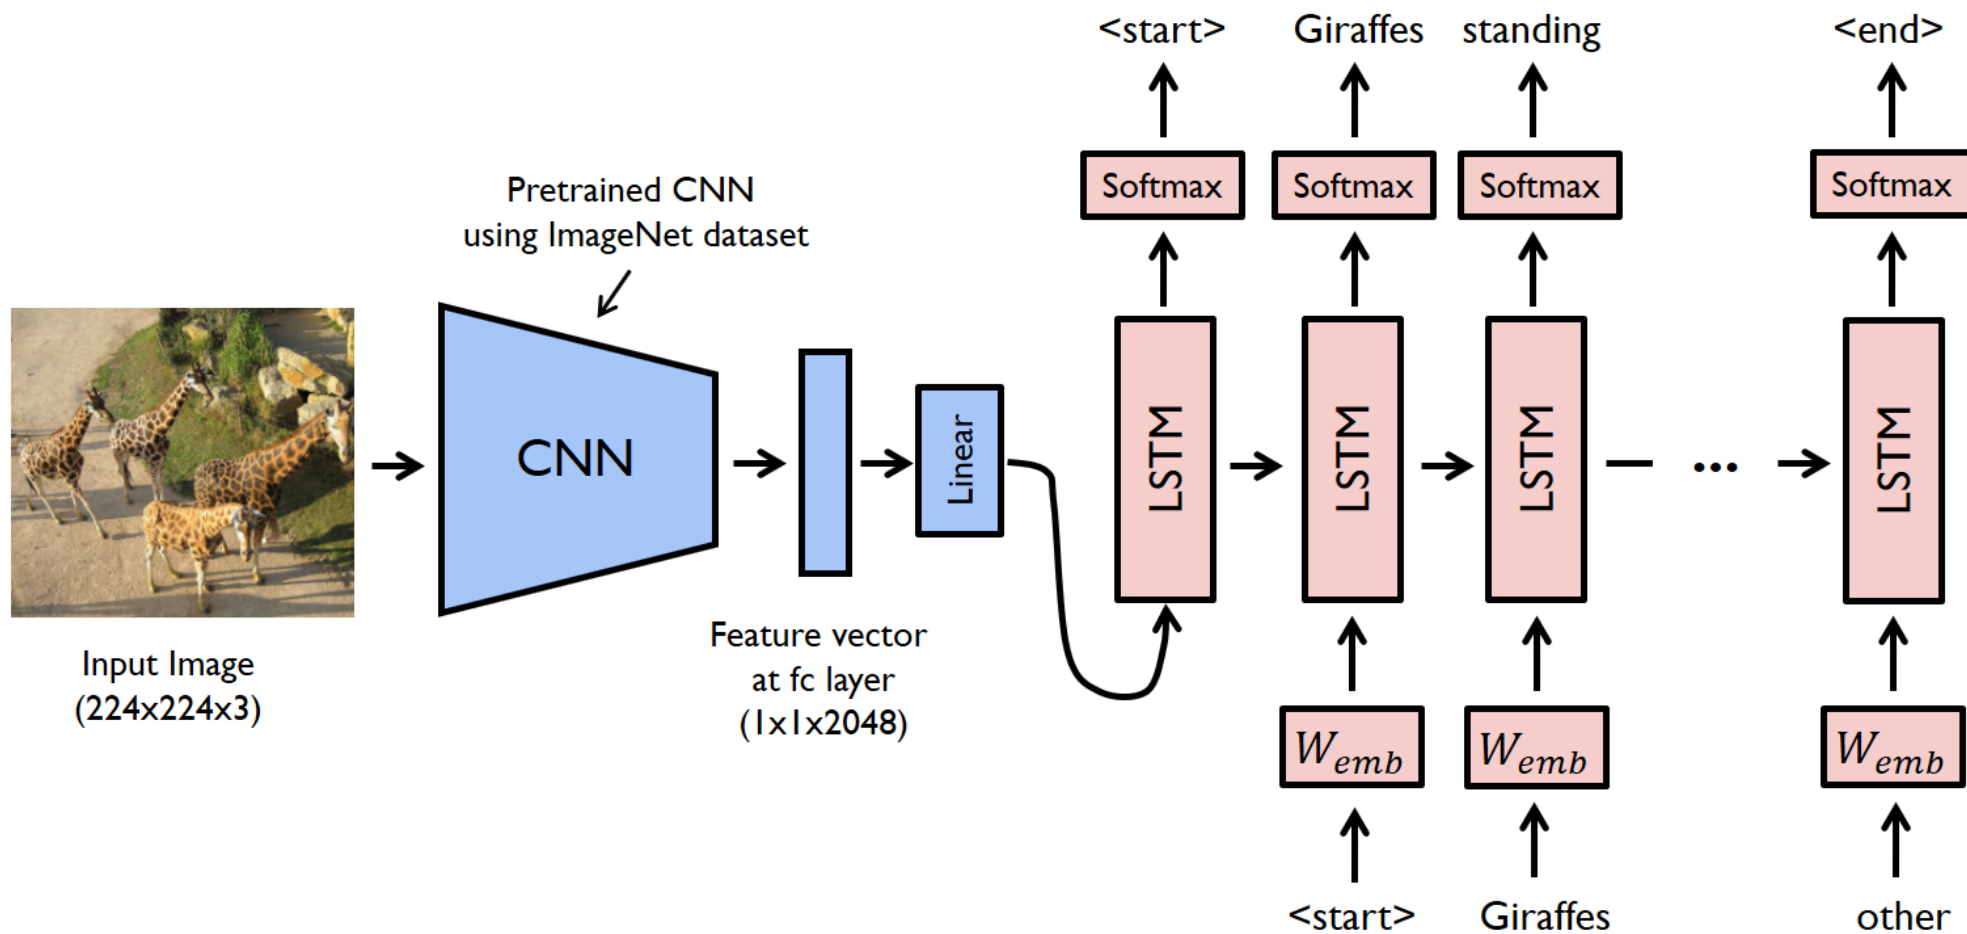 <start>
Giraffes
standing
<end>
Softmax
Softmax
Softmax
Softmax
Pretrained CNN
using ImageNet dataset
CNN
Linear
LSTM
LSTM
LSTM
...
LSTM
Input Image
(224x224x3)
Feature vector
at fc layer
(1x1x2048)
W_emb
W_emb
W_emb
<start>
Giraffes
other